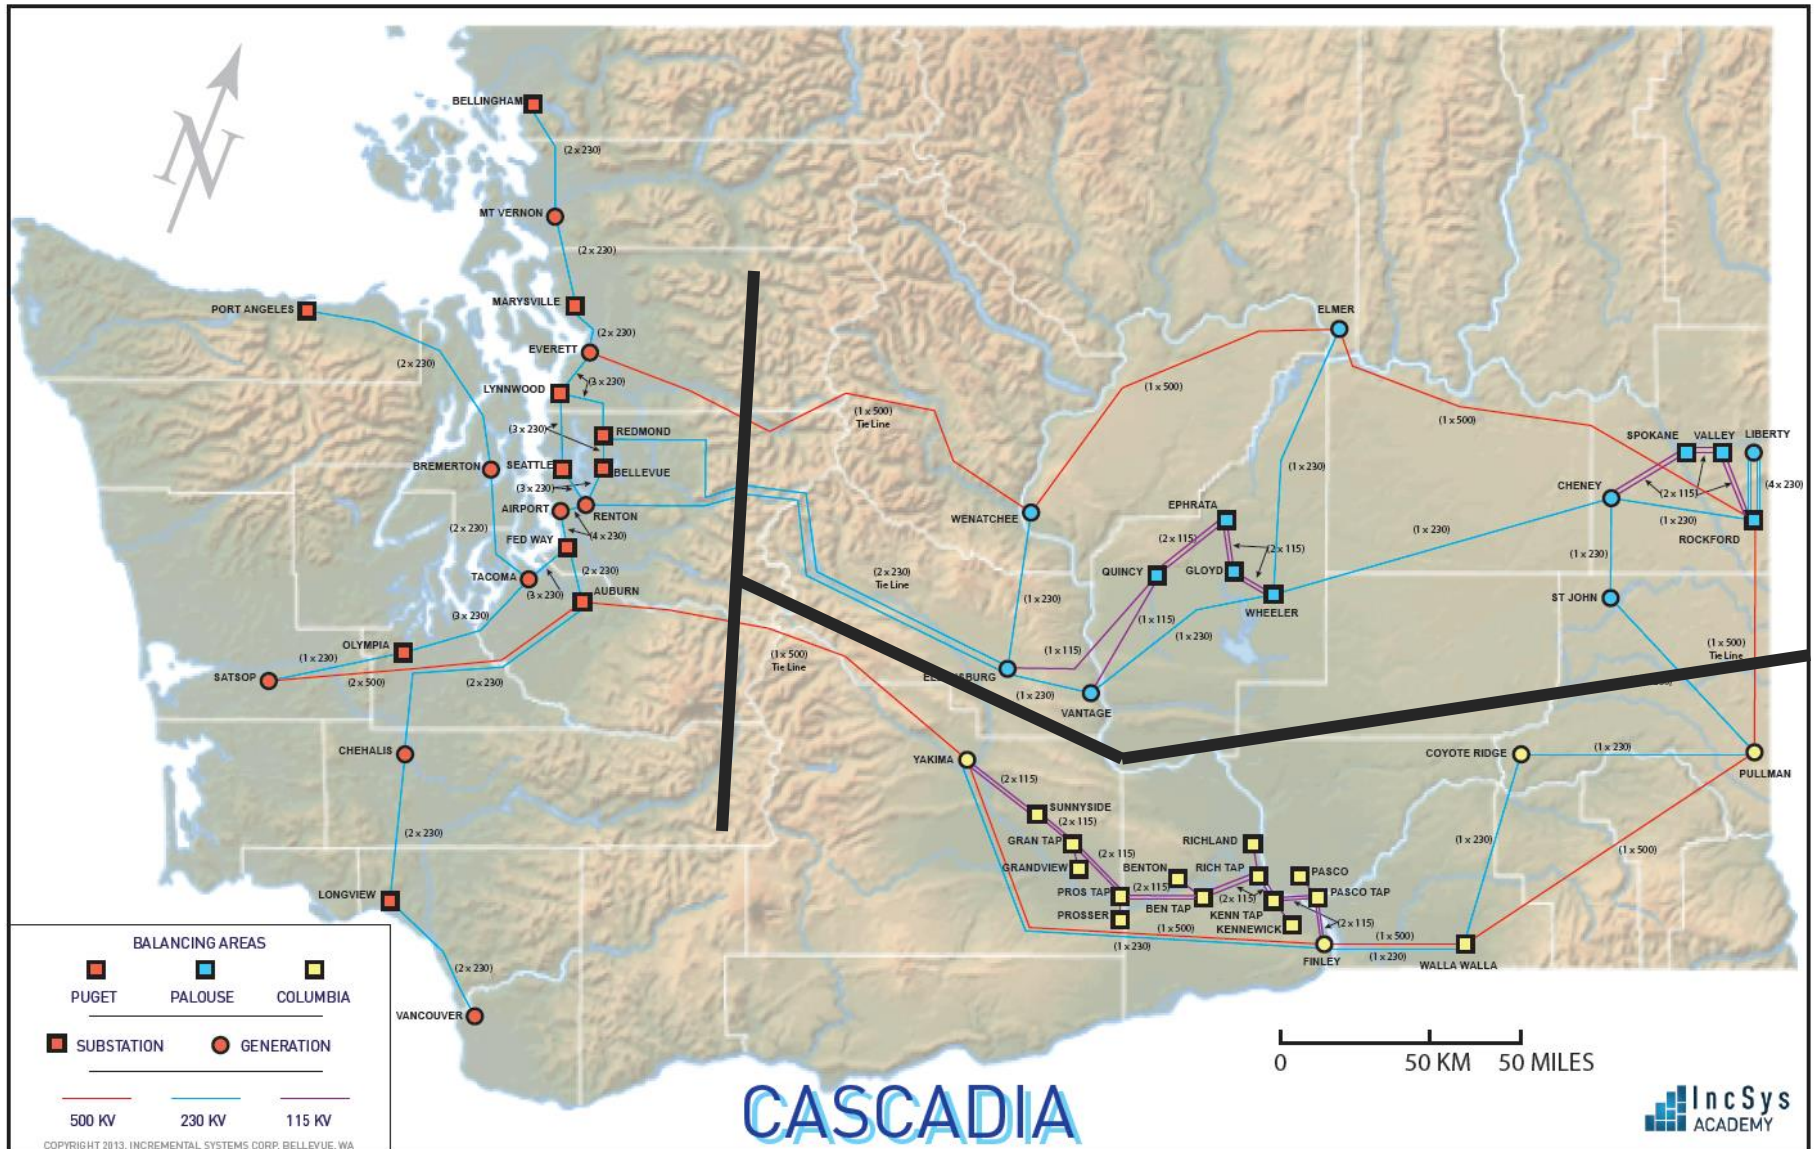 BELLINGHAM
(2 x 230)
MT VERNON
(2 x 230)
MARYSVILLE
PORT ANGELES
ELMER
(2 x 230)
EVERETT
(2 x 230)
(3 x 230)
LYNNWOOD
(1 x 500)
(1 x 500)
Tie Line
(1 x 500)
(3 x 230)
REDMOND
SPOKANE
VALLEY
LIBERTY
BREMERTON
SEATTLE
BELLEVUE
(1 x 230)
(3 x 230)
CHENEY
(2 x 115)
(4 x 230)
AIRPORT
RENTON
WENATCHEE
EPHRATA
(1 x 230)
(1 x 230)
(2 x 230)
(4 x 230)
FED WAY
(2 x 115)
(2 x 115)
ROCKFORD
(1 x 230)
TACOMA
(2 x 230)
(2 x 230)
Tie Line
QUINCY
GLOYD
AUBURN
(3 x 230)
(1 x 230)
WHEELER
ST JOHN
(3 x 230)
(1 x 115)
(1 x 230)
OLYMPIA
(1 x 230)
(1 x 500)
Tie Line
(1 x 115)
(1 x 500)
Tie Line
SATSOP
(2 x 500)
(2 x 230)
(1 x 230)
VANTAGE
CHEHALIS
YAKIMA
COYOTE RIDGE
(1 x 230)
PULLMAN
(2 x 115)
SUNNYSIDE
(2 x 115)
(2 x 230)
GRAN TAP
RICHLAND
(1 x 230)
(1 x 500)
(2 x 115)
GRANDVIEW
BENTON
RICH TAP
PASCO
LONGVIEW
PROS TAP
(2 x 115)
PASCO TAP
BEN TAP
(2 x 115)
PROSSER
KENN TAP
(2 x 115)
KENNEWICK
(1 x 500)
(1 x 500)
(1 x 230)
(1 x 230)
FINLEY
WALLA WALLA
(2 x 230)
VANCOUVER
BALANCING AREAS
PUGET
PALOUSE
COLUMBIA
SUBSTATION
GENERATION
500 KV
230 KV
115 KV
COPYRIGHT 2013, INCREMENTAL SYSTEMS CORP. BELLEVUE, WA
N
0
50 KM
50 MILES
CASCADIA
IncSys
ACADEMY